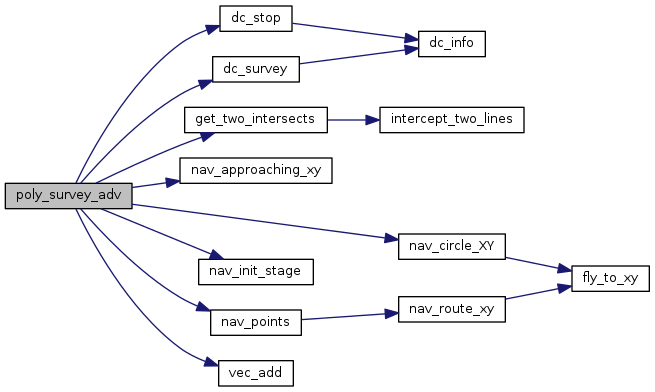 dc_stop
dc_info
dc_survey
get_two_intersects
intercept_two_lines
nav_approaching_xy
poly_survey_adv
nav_circle_XY
nav_init_stage
fly_to_xy
nav_route_xy
nav_points
vec_add